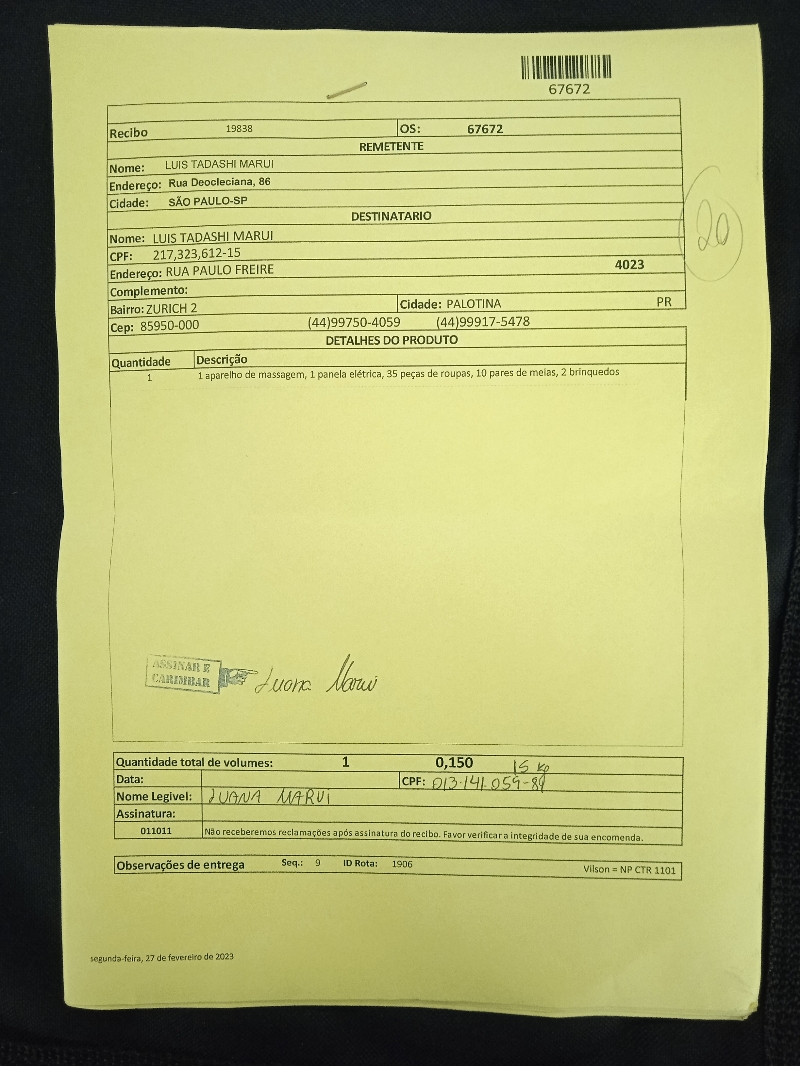 67672
Recibo 19838 OS: 67672
REMETENTE
Nome: LUIS TADASHI MARUI
Endereço: Rua Deocleciana, 86
Cidade: SÃO PAULO-SP
DESTINATARIO
20
Nome: LUIS TADASHI MARUI
CPF: 217,323,612-15
Endereço: RUA PAULO FREIRE 4023
Complemento:
Bairro: ZURICH 2 Cidade: PALOTINA PR
Cep: 85950-000 (44)99750-4059 (44)99917-5478
DETALHES DO PRODUTO
Quantidade Descrição
1 1 aparelho de massagem, 1 panela elétrica, 35 peças de roupas, 10 pares de meias, 2 brinquedos
ASSINAR E
CARIMBAR
Luana Marui
Quantidade total de volumes: 1 0,150 15 kg
Data: CPF: 013.141.059-89
Nome Legivel: LUANA MARUI
Assinatura:
011011 Não receberemos reclamações após assinatura do recibo. Favor verificar a integridade de sua encomenda.
Observações de entrega Seq.: 9 ID Rota: 1906 Vilson = NP CTR 1101
segunda-feira, 27 de fevereiro de 2023